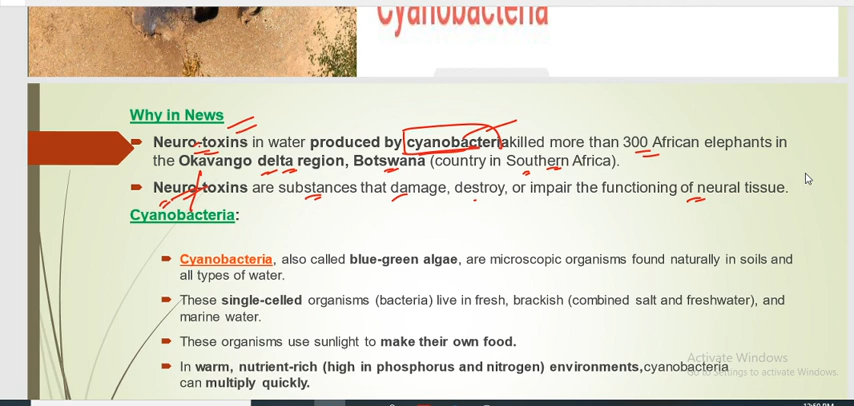 Cyanobacteria
Why in News
Neuro-toxins in water produced by cyanobacteria killed more than 300 African elephants in
the Okavango delta region, Botswana (country in Southern Africa).
Neuro-toxins are substances that damage, destroy, or impair the functioning of neural tissue.
Cyanobacteria:
Cyanobacteria, also called blue-green algae, are microscopic organisms found naturally in soils and
all types of water.
These single-celled organisms (bacteria) live in fresh, brackish (combined salt and freshwater), and
marine water.
These organisms use sunlight to make their own food.
In warm, nutrient-rich (high in phosphorus and nitrogen) environments,cyanobacteria
can multiply quickly.
Activate Windows
Go to Settings to activate Windows.